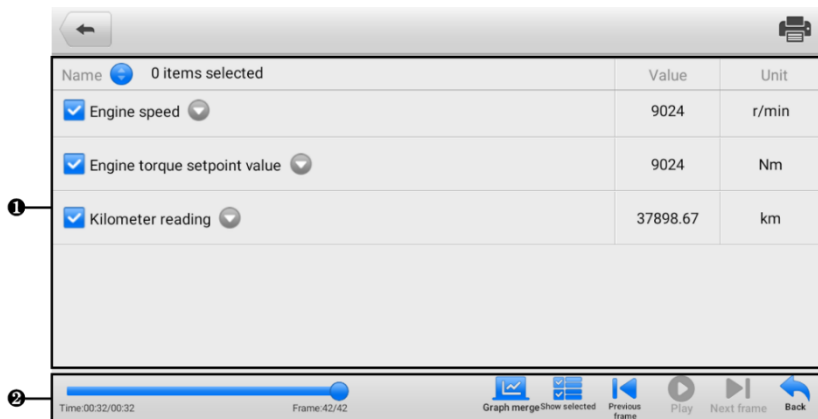 Name 0 items selected Value Unit
Engine speed 9024 r/min
Engine torque setpoint value 9024 Nm
❶
Kilometer reading 37898.67 km
❷
Time:00:32/00:32 Frame:42/42 Graph merge Show selected Previous frame Play Next frame Back